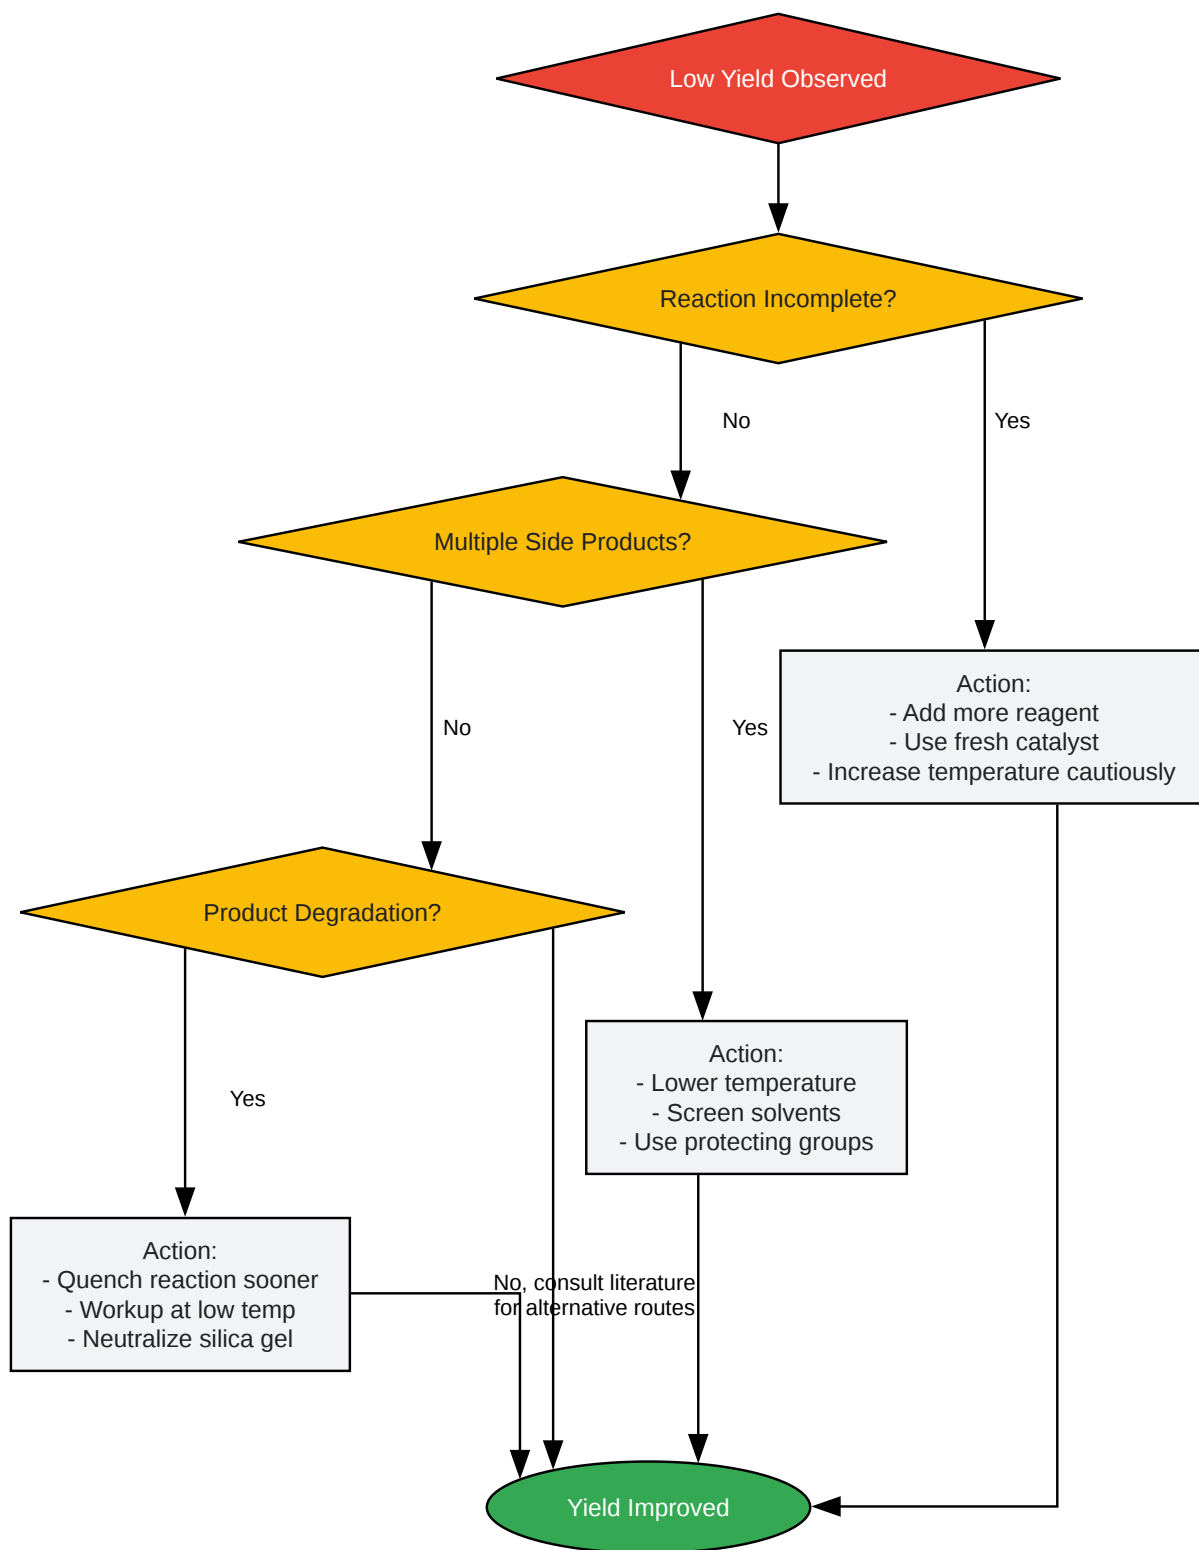 Low Yield Observed
Reaction Incomplete?
No
Yes
Multiple Side Products?
Action:
- Add more reagent
- Use fresh catalyst
- Increase temperature cautiously
No
Yes
Product Degradation?
Action:
- Lower temperature
- Screen solvents
- Use protecting groups
Yes
Action:
- Quench reaction sooner
- Workup at low temp
- Neutralize silica gel
No, consult literature
for alternative routes
Yield Improved